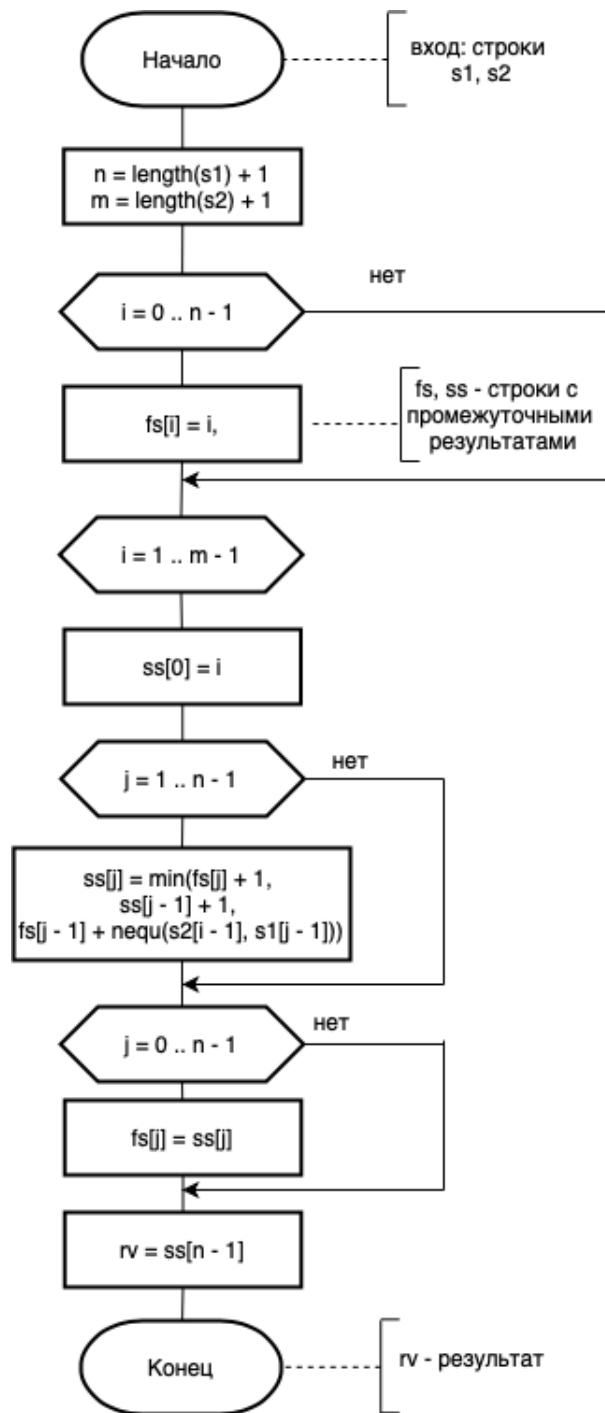 Начало
вход: строки
s1, s2
n = length(s1) + 1
m = length(s2) + 1
нет
i = 0 .. n - 1
fs[i] = i,
fs, ss - строки с
промежуточными
результатами
i = 1 .. m - 1
ss[0] = i
нет
j = 1 .. n - 1
ss[j] = min(fs[j] + 1,
ss[j - 1] + 1,
fs[j - 1] + nequ(s2[i - 1], s1[j - 1]))
нет
j = 0 .. n - 1
fs[j] = ss[j]
rv = ss[n - 1]
Конец
rv - результат